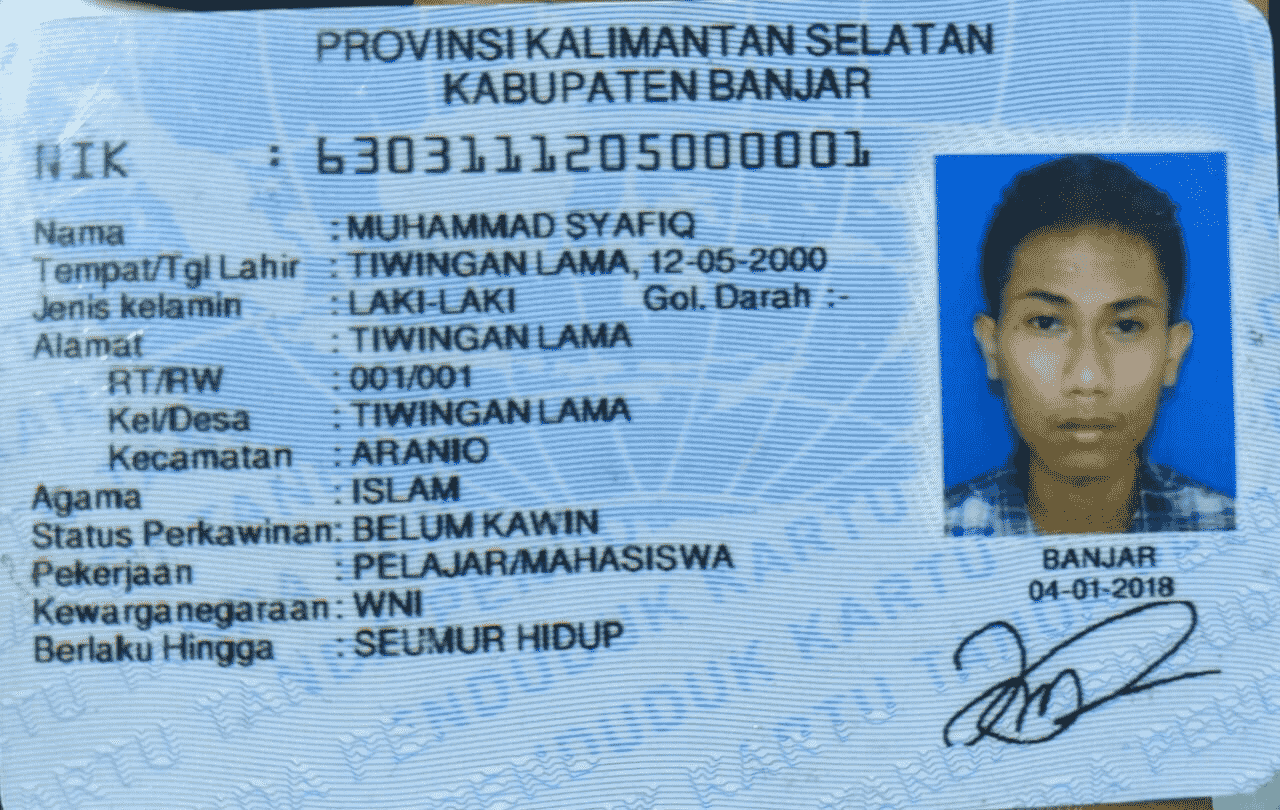 PROVINSI KALIMANTAN SELATAN
KABUPATEN BANJAR
NIK : 6303111205000001
Nama : MUHAMMAD SYAFIQ
Tempat/Tgl Lahir : TIWINGAN LAMA, 12-05-2000
Jenis kelamin : LAKI-LAKI Gol. Darah :-
Alamat : TIWINGAN LAMA
RT/RW : 001/001
Kel/Desa : TIWINGAN LAMA
Kecamatan : ARANIO
Agama : ISLAM
Status Perkawinan: BELUM KAWIN
Pekerjaan : PELAJAR/MAHASISWA
Kewarganegaraan : WNI
Berlaku Hingga : SEUMUR HIDUP
BANJAR
04-01-2018